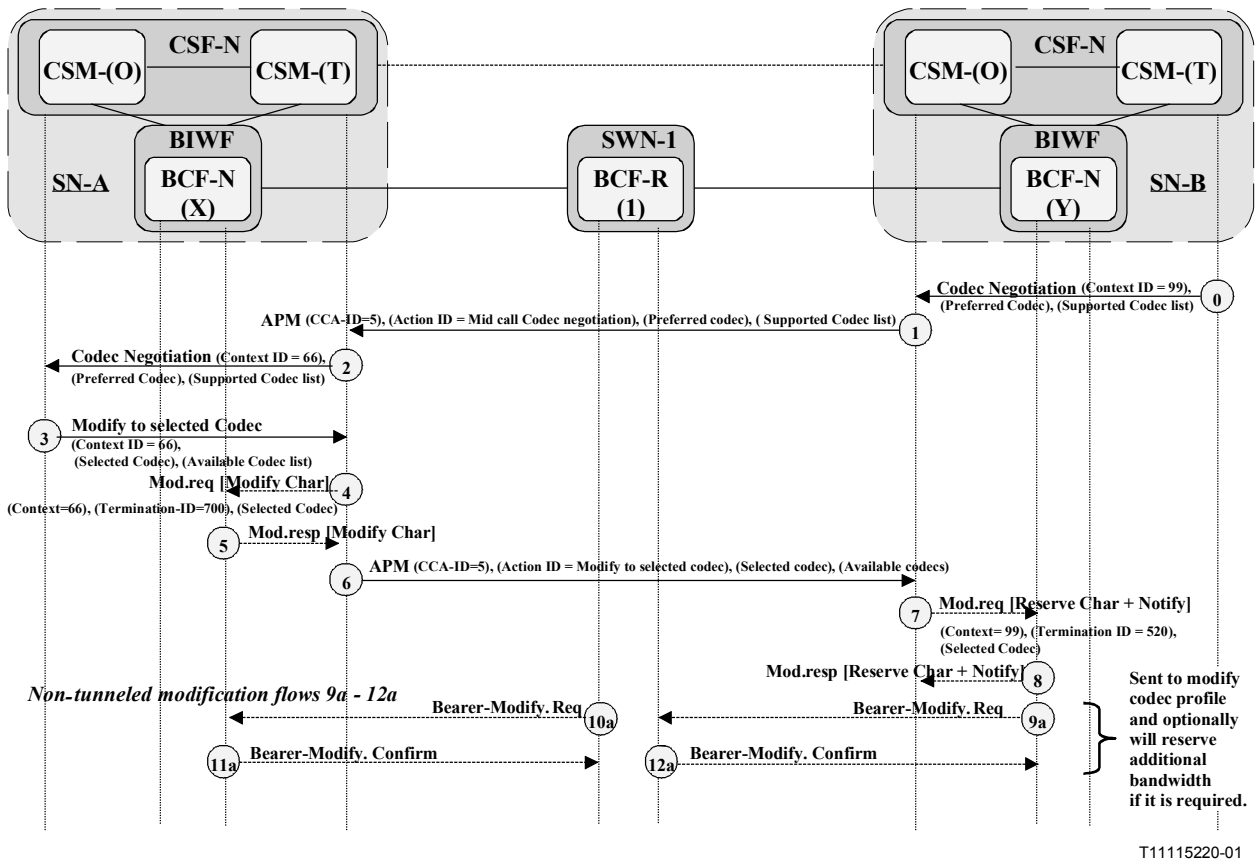 CSF-N
CSM-(O)
CSM-(T)
BIWF
BCF-N
(X)
SN-A
SWN-1
BCF-R
(1)
CSF-N
CSM-(O)
CSM-(T)
BIWF
BCF-N
(Y)
SN-B
Codec Negotiation (Context ID = 99),
(Preferred Codec), (Supported Codec list)
0
APM (CCA-ID=5), (Action ID = Mid call Codec negotiation), (Preferred codec), ( Supported Codec list)
1
Codec Negotiation (Context ID = 66),
(Preferred Codec), (Supported Codec list)
2
3
Modify to selected Codec
(Context ID = 66),
(Selected Codec), (Available Codec list)
Mod.req [Modify Char]
4
(Context=66), (Termination-ID=700), (Selected Codec)
5
Mod.resp [Modify Char]
6
APM (CCA-ID=5), (Action ID = Modify to selected codec), (Selected codec), (Available codecs)
7
Mod.req [Reserve Char + Notify]
(Context= 99), (Termination ID = 520),
(Selected Codec)
Mod.resp [Reserve Char + Notify]
8
Non-tunneled modification flows 9a - 12a
Bearer-Modify. Req
10a
Bearer-Modify. Req
9a
11a
Bearer-Modify. Confirm
12a
Bearer-Modify. Confirm
Sent to modify
codec profile
and optionally
will reserve
additional
bandwidth
if it is required.
T11115220-01